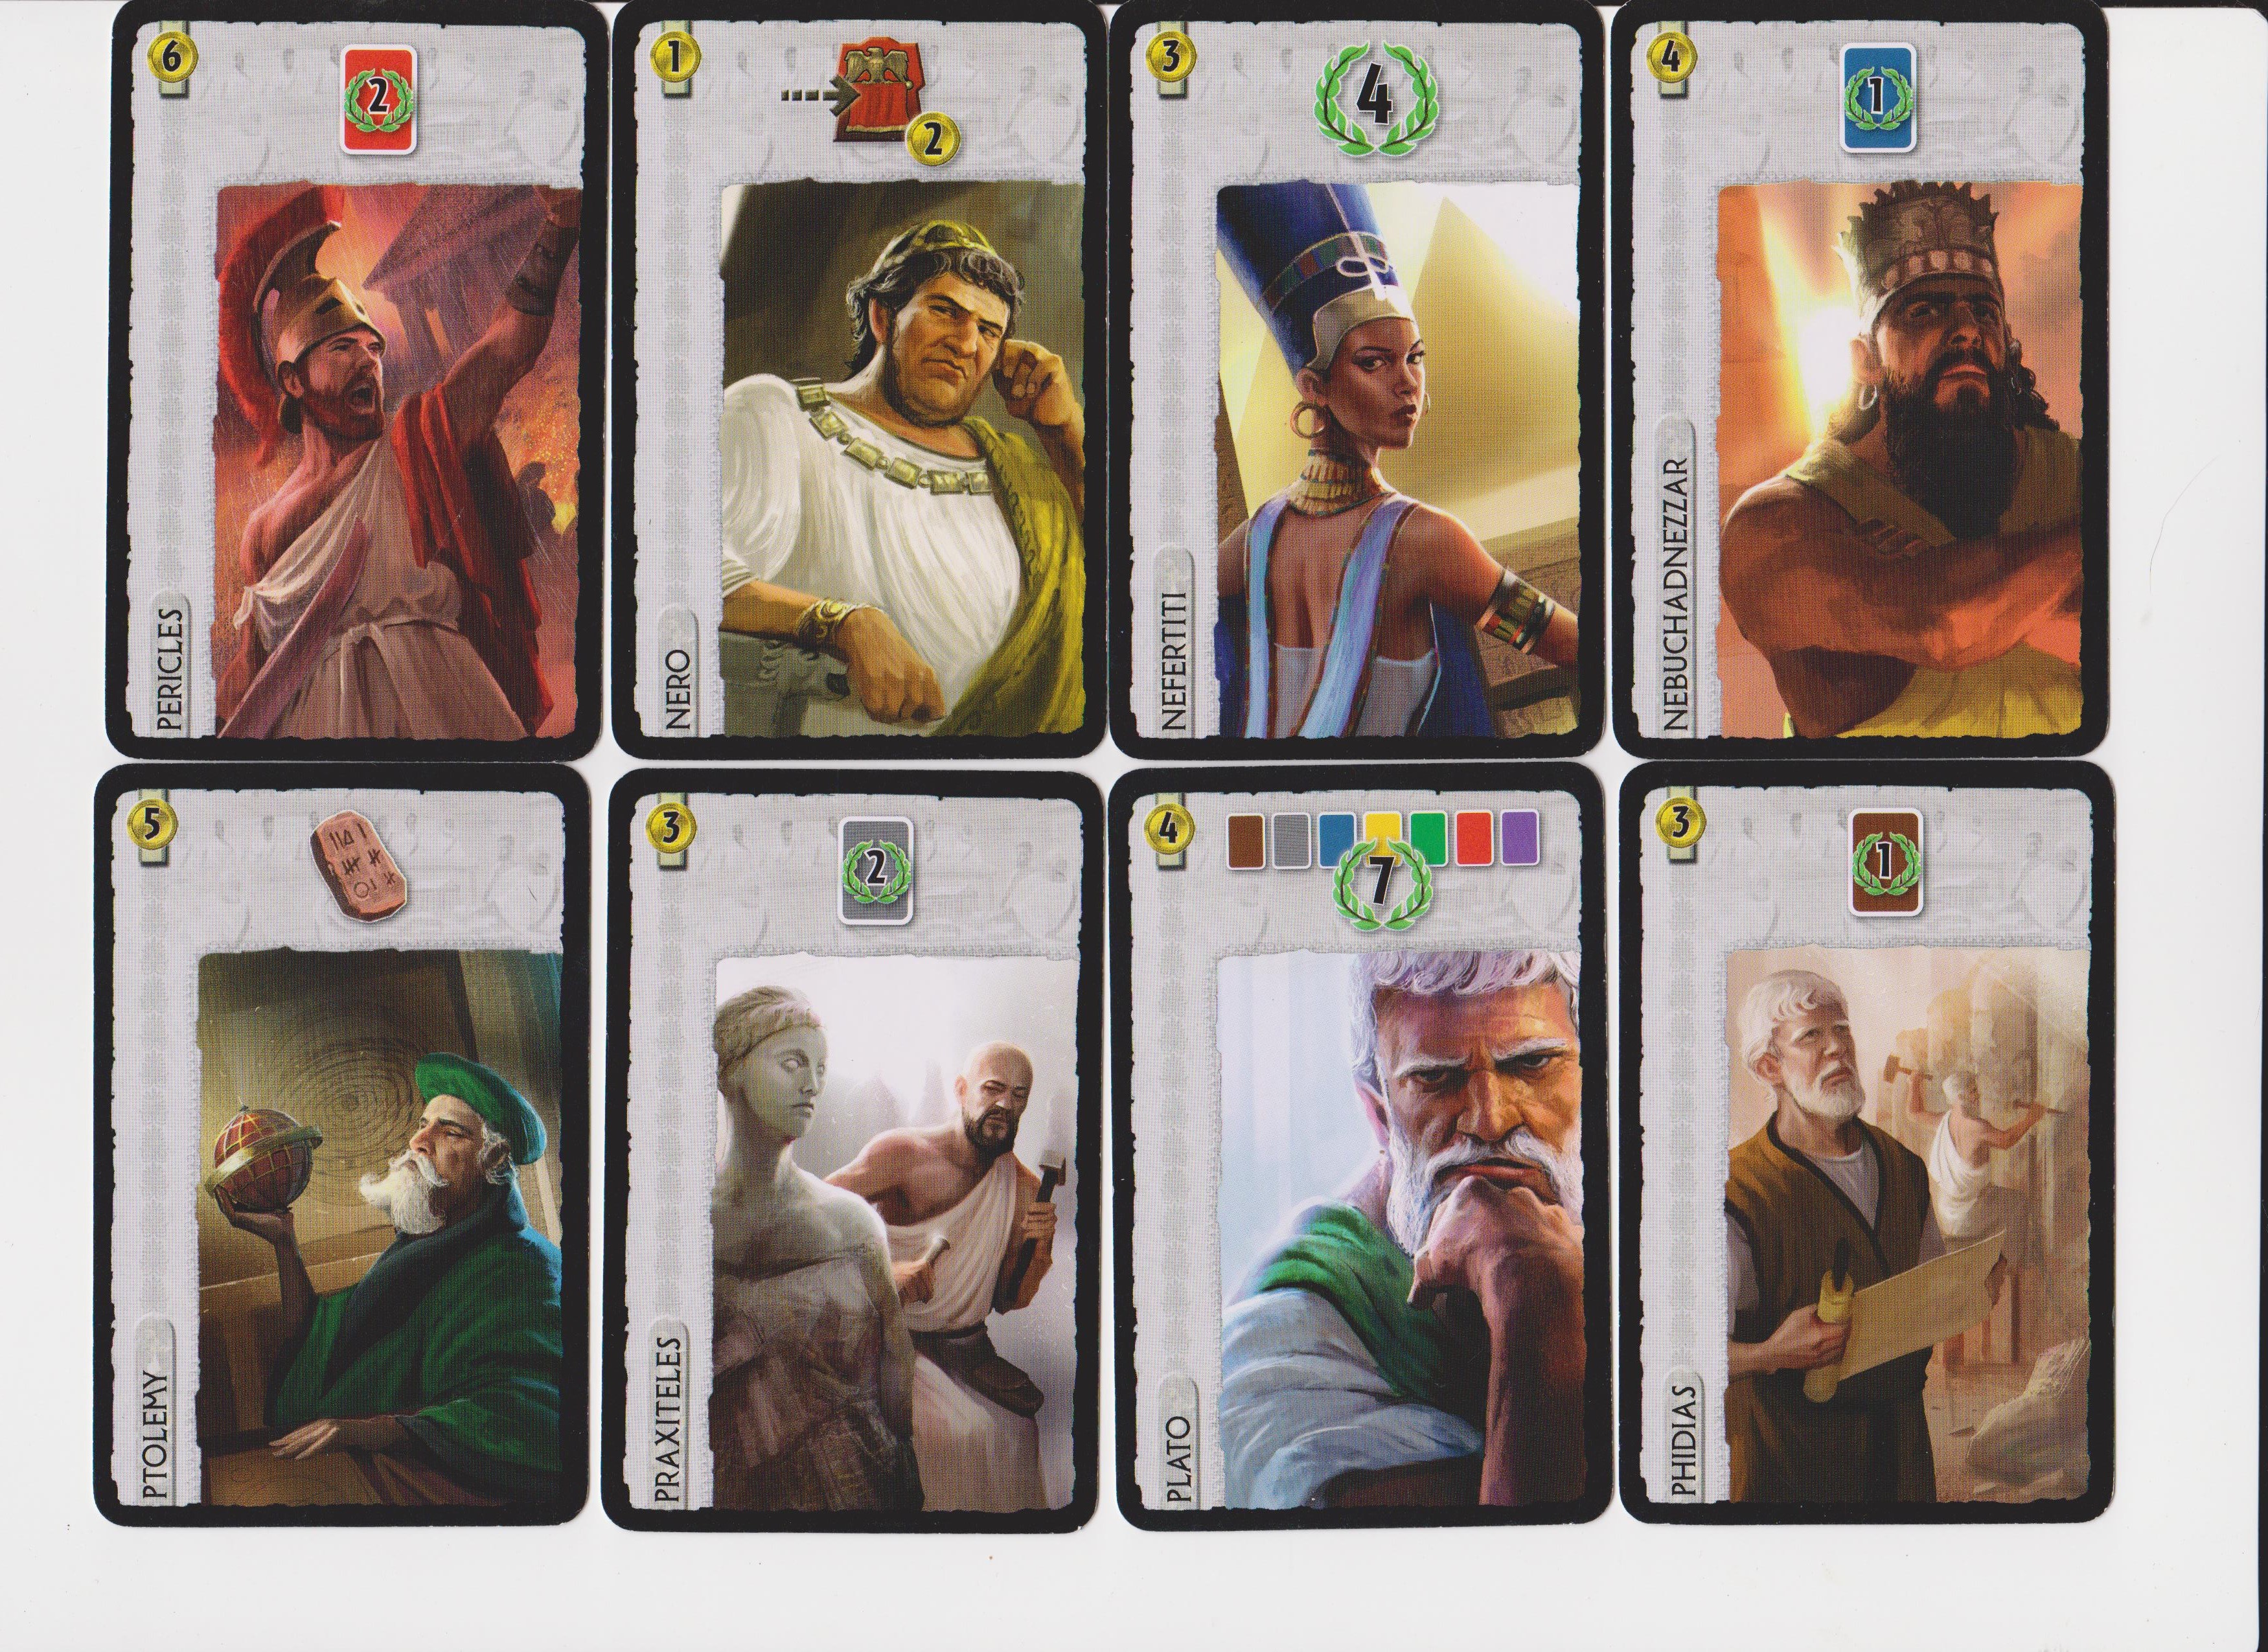 6
2
PERICLES
1
2
NERO
3
4
NEFERTITI
4
1
NEBUCHADNEZZAR
5
PTOLEMY
3
2
PRAXITELES
4
7
PLATO
3
1
PHIDIAS